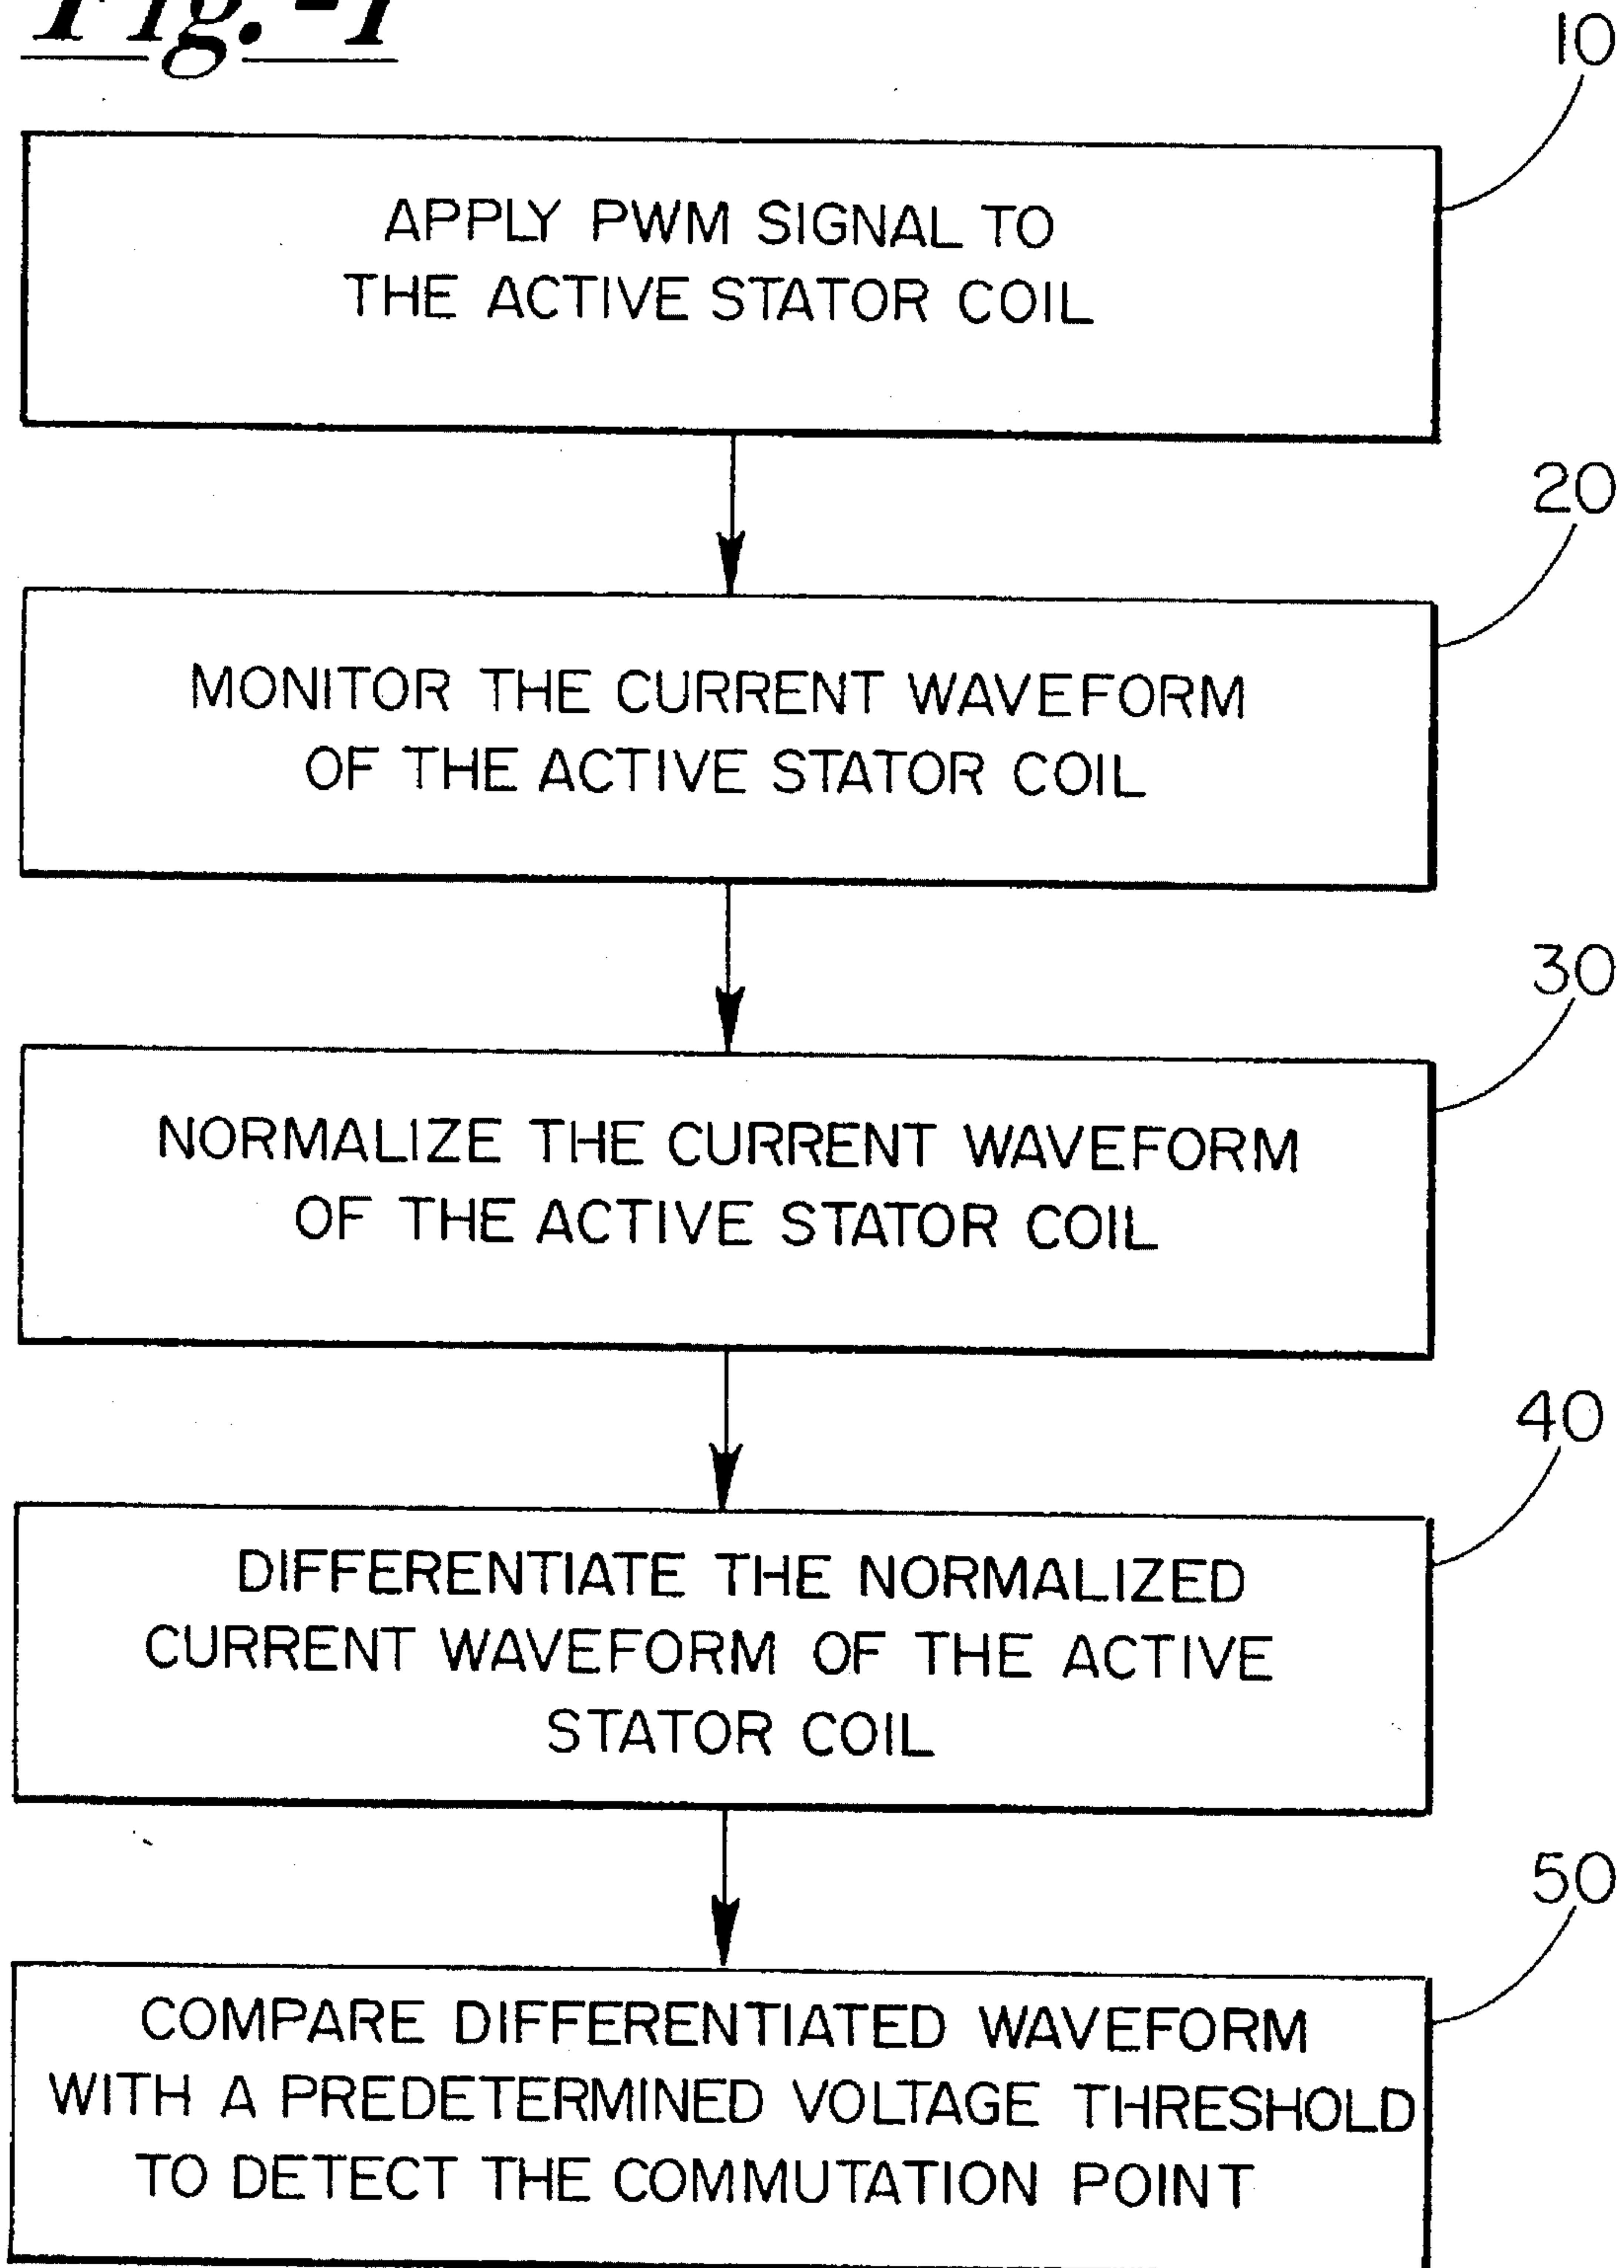 Fig.-1
10
APPLY PWM SIGNAL TO
THE ACTIVE STATOR COIL
20
MONITOR THE CURRENT WAVEFORM
OF THE ACTIVE STATOR COIL
30
NORMALIZE THE CURRENT WAVEFORM
OF THE ACTIVE STATOR COIL
40
DIFFERENTIATE THE NORMALIZED
CURRENT WAVEFORM OF THE ACTIVE
STATOR COIL
50
COMPARE DIFFERENTIATED WAVEFORM
WITH A PREDETERMINED VOLTAGE THRESHOLD
TO DETECT THE COMMUTATION POINT